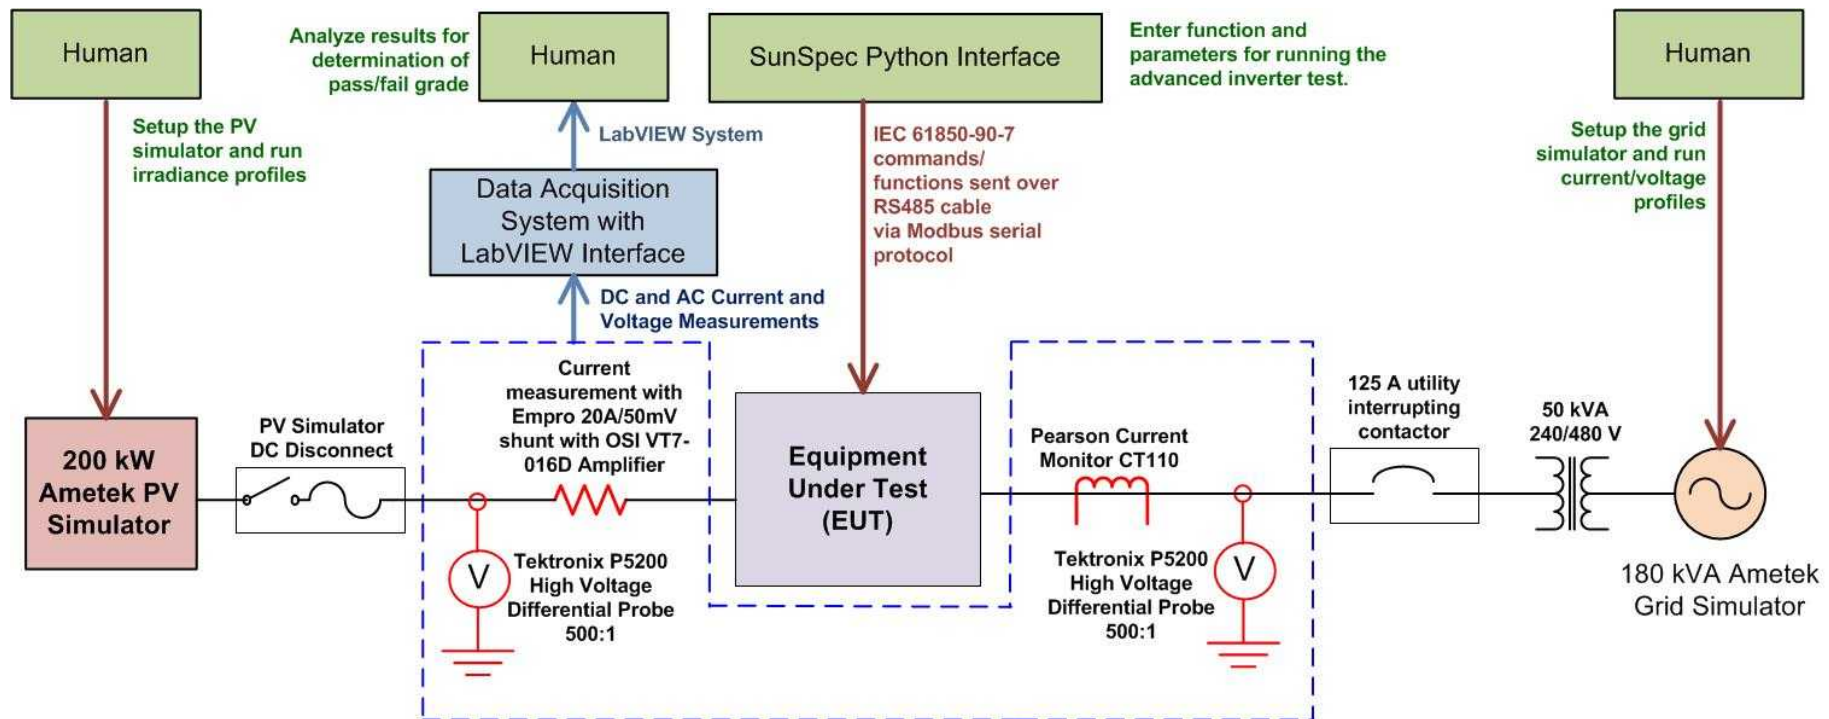 Human
Setup the PV
simulator and run
irradiance profiles
Analyze results for
determination of
pass/fail grade
Human
LabVIEW System
Data Acquisition
System with
LabVIEW Interface
DC and AC Current and
Voltage Measurements
SunSpec Python Interface
Enter function and
parameters for running the
advanced inverter test.
IEC 61850-90-7
commands/
functions sent over
RS485 cable
via Modbus serial
protocol
Human
Setup the grid
simulator and run
current/voltage
profiles
200 kW
Ametek PV
Simulator
PV Simulator
DC Disconnect
Current
measurement with
Empro 20A/50mV
shunt with OSI VT7-
016D Amplifier
V
Tektronix P5200
High Voltage
Differential Probe
500:1
Equipment
Under Test
(EUT)
Pearson Current
Monitor CT110
Tektronix P5200
High Voltage
Differential Probe
500:1
V
125 A utility
interrupting
contactor
50 kVA
240/480 V
180 kVA Ametek
Grid Simulator